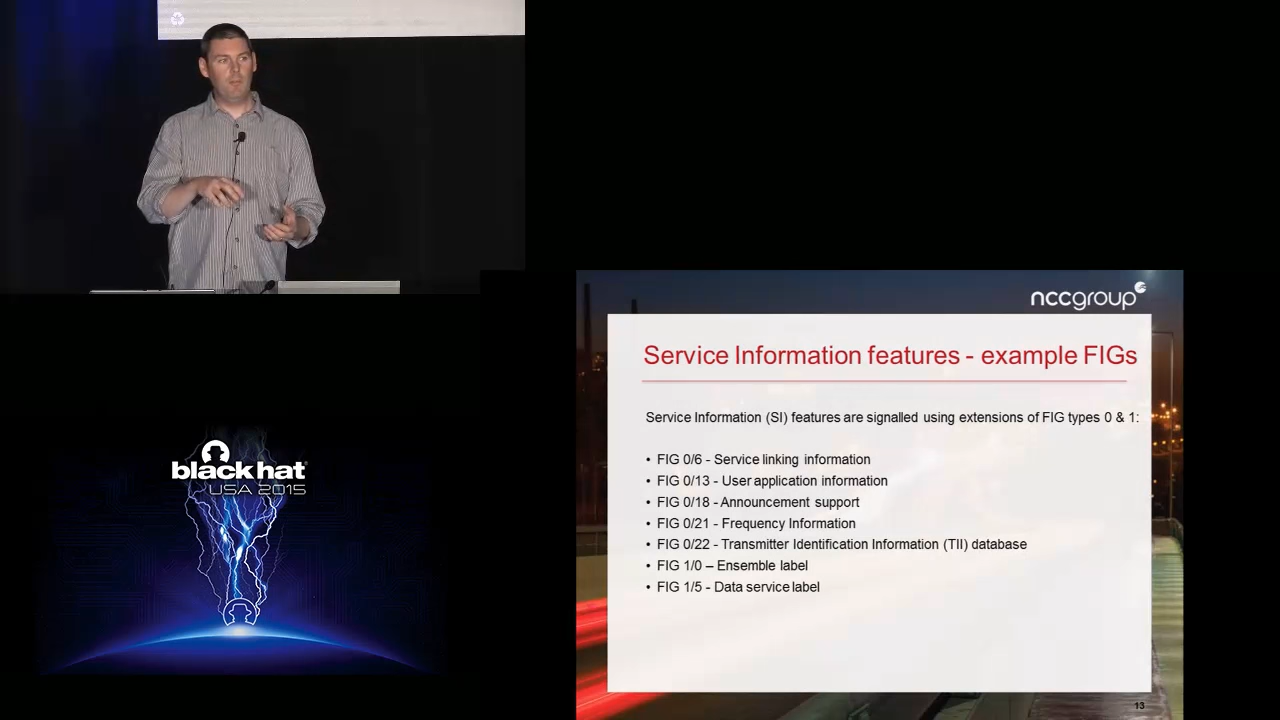 nccgroup
Service Information features - example FIGs
Service Information (SI) features are signalled using extensions of FIG types 0 & 1:
• FIG 0/6 - Service linking information
• FIG 0/13 - User application information
• FIG 0/18 - Announcement support
• FIG 0/21 - Frequency Information
• FIG 0/22 - Transmitter Identification Information (TII) database
• FIG 1/0 – Ensemble label
• FIG 1/5 - Data service label
13
black hat
USA 2015